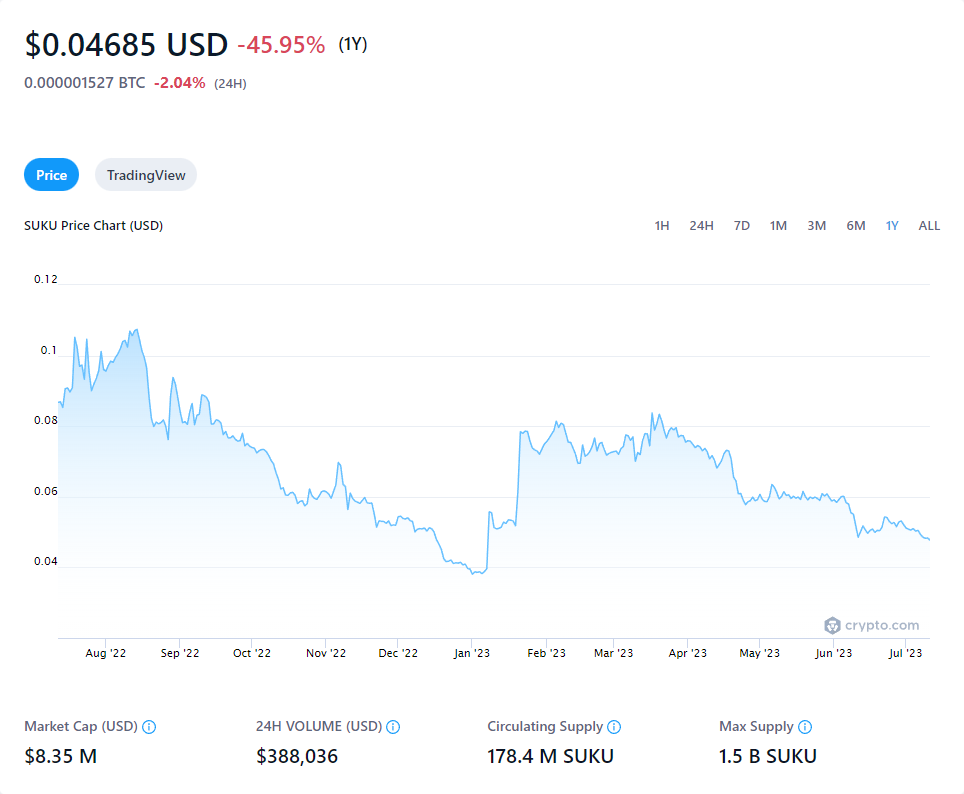 $0.04685 USD -45.95% (1Y)
0.000001527 BTC -2.04% (24H)
Price TradingView
SUKU Price Chart (USD) 1H 24H 7D 1M 3M 6M 1Y ALL
0.12
0.1
0.08
0.06
0.04
crypto.com
Aug '22 Sep '22 Oct '22 Nov '22 Dec '22 Jan '23 Feb '23 Mar '23 Apr '23 May '23 Jun '23 Jul '23
Market Cap (USD) 24H VOLUME (USD) Circulating Supply Max Supply
$8.35 M $388,036 178.4 M SUKU 1.5 B SUKU